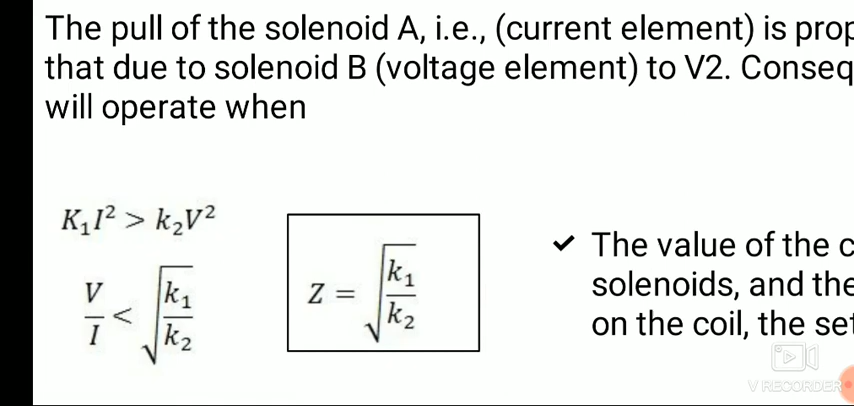 The pull of the solenoid A, i.e., (current element) is prop
that due to solenoid B (voltage element) to V2. Conseq
will operate when
K₁I² > k₂V²
V/I < √(k₁/k₂)
Z = √(k₁/k₂)
✓ The value of the c
solenoids, and the
on the coil, the set
V RECORDER